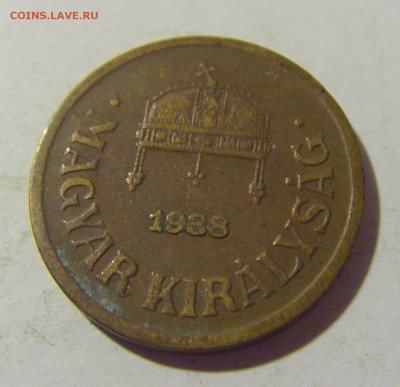 COINS.LAVE.RU
1938
· MAGYAR KIRÁLYSÁG ·